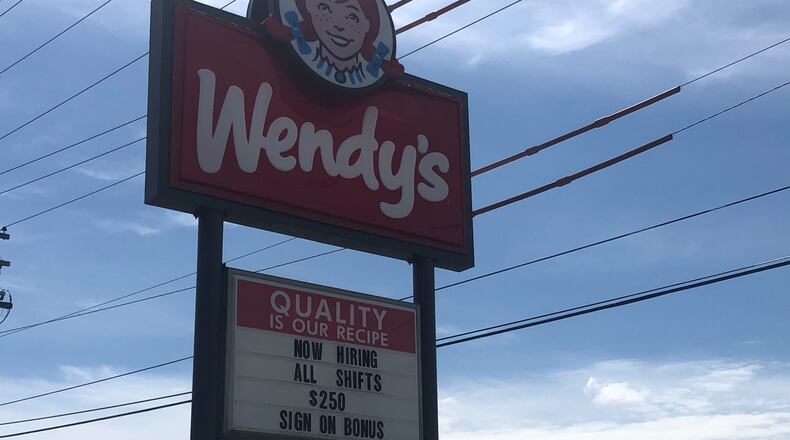 Wendy's
QUALITY
IS OUR RECIPE
NOW HIRING
ALL SHIFTS
$250
SIGN ON BONUS